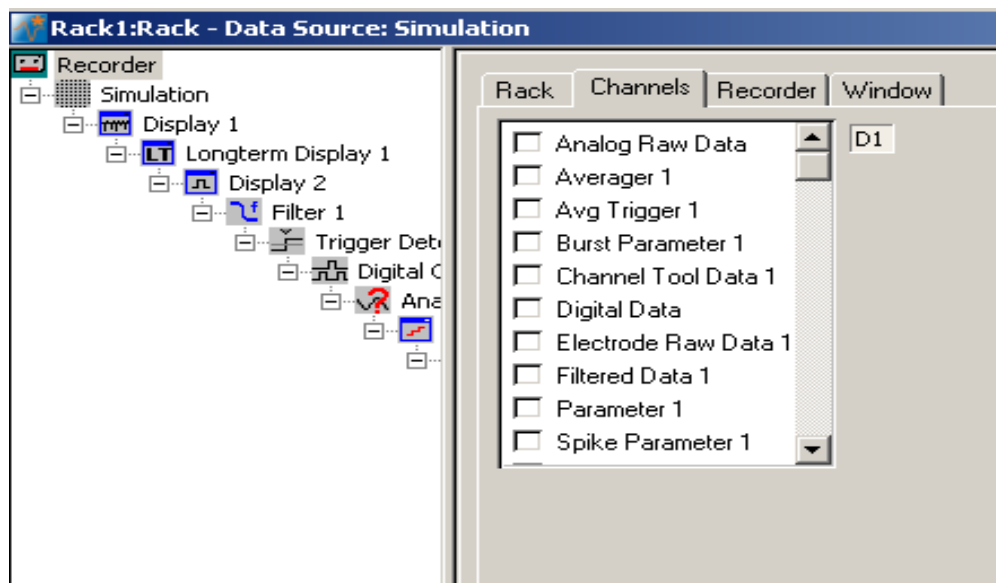 Rack1:Rack - Data Source: Simulation
Recorder
Simulation
Display 1
LT Longterm Display 1
Display 2
Filter 1
Trigger Det
Digital
Ana
Rack Channels Recorder Window
Analog Raw Data
Averager 1
Avg Trigger 1
Burst Parameter 1
Channel Tool Data 1
Digital Data
Electrode Raw Data 1
Filtered Data 1
Parameter 1
Spike Parameter 1
D1